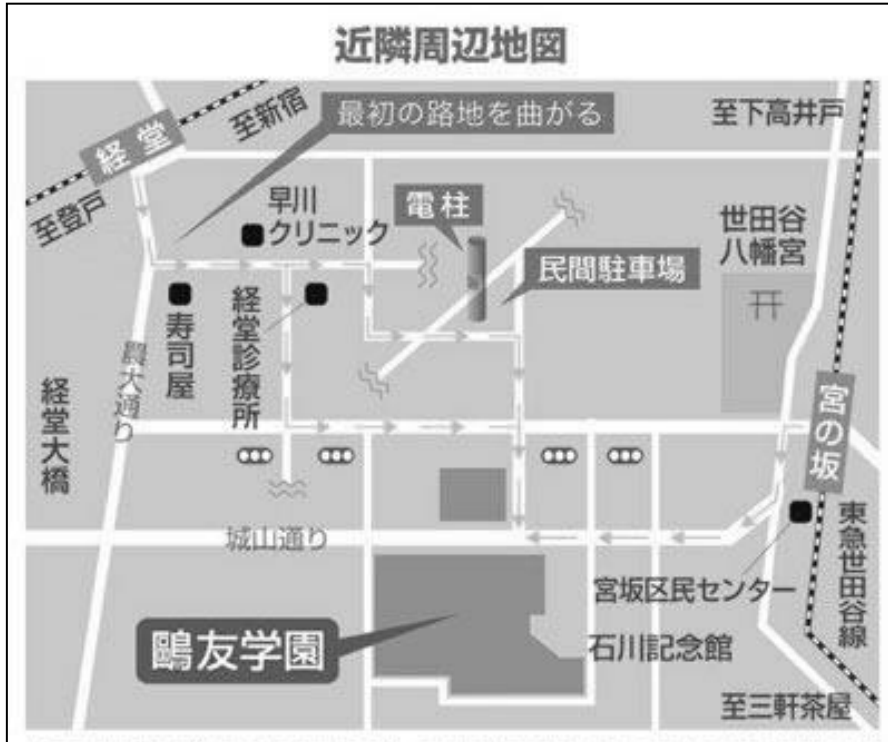 近隣周辺地図
至新宿
最初の路地を曲がる
至下高井戸
経堂
至登戸
早川
クリニック
電柱
世田谷
八幡宮
民間駐車場
寿司屋
経堂診療所
農大通り
経堂大橋
宮の坂
城山通り
東急世田谷線
宮坂区民センター
鷗友学園
石川記念館
至三軒茶屋